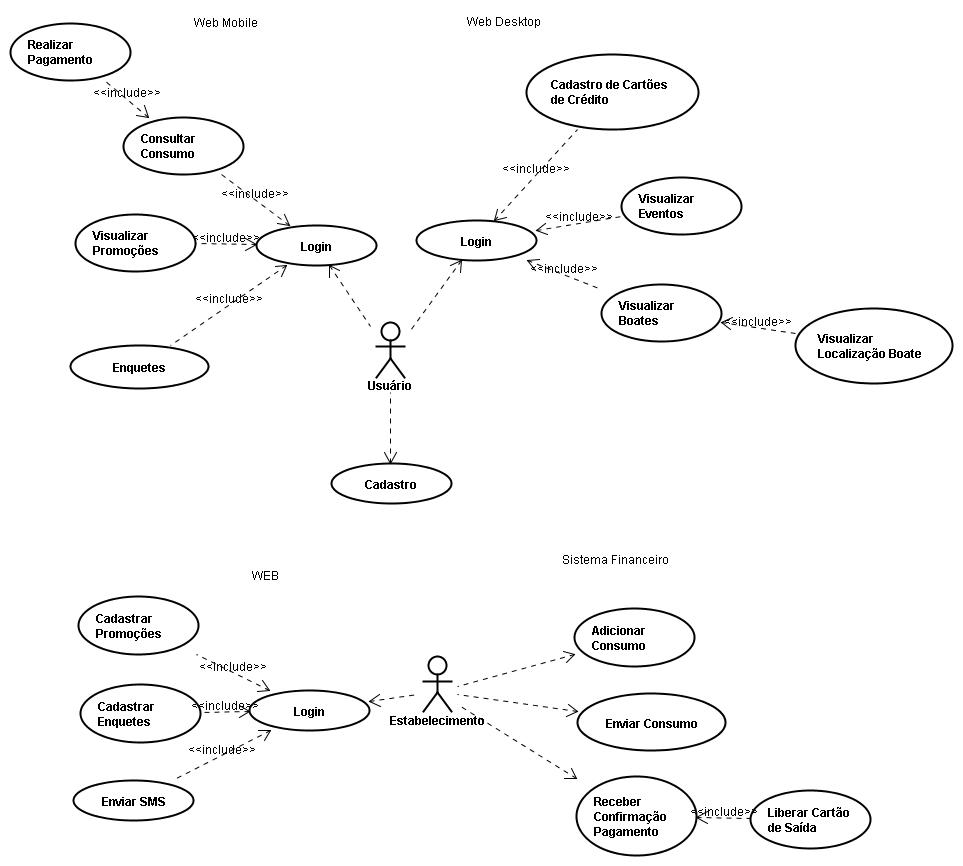 Web Mobile
Web Desktop
Realizar
Pagamento
<<include>>
Consultar
Consumo
<<include>>
Visualizar
Promoções
<<include>>
Login
<<include>>
Enquetes
Cadastro de Cartões
de Crédito
<<include>>
Visualizar
Eventos
<<include>>
Login
<<include>>
Visualizar
Boates
<<include>>
Visualizar
Localização Boate
Usuário
Cadastro
WEB
Sistema Financeiro
Cadastrar
Promoções
<<include>>
Cadastrar
Enquetes
<<include>>
Login
<<include>>
Enviar SMS
Estabelecimento
Adicionar
Consumo
Enviar Consumo
Receber
Confirmação
Pagamento
<<include>>
Liberar Cartão
de Saída